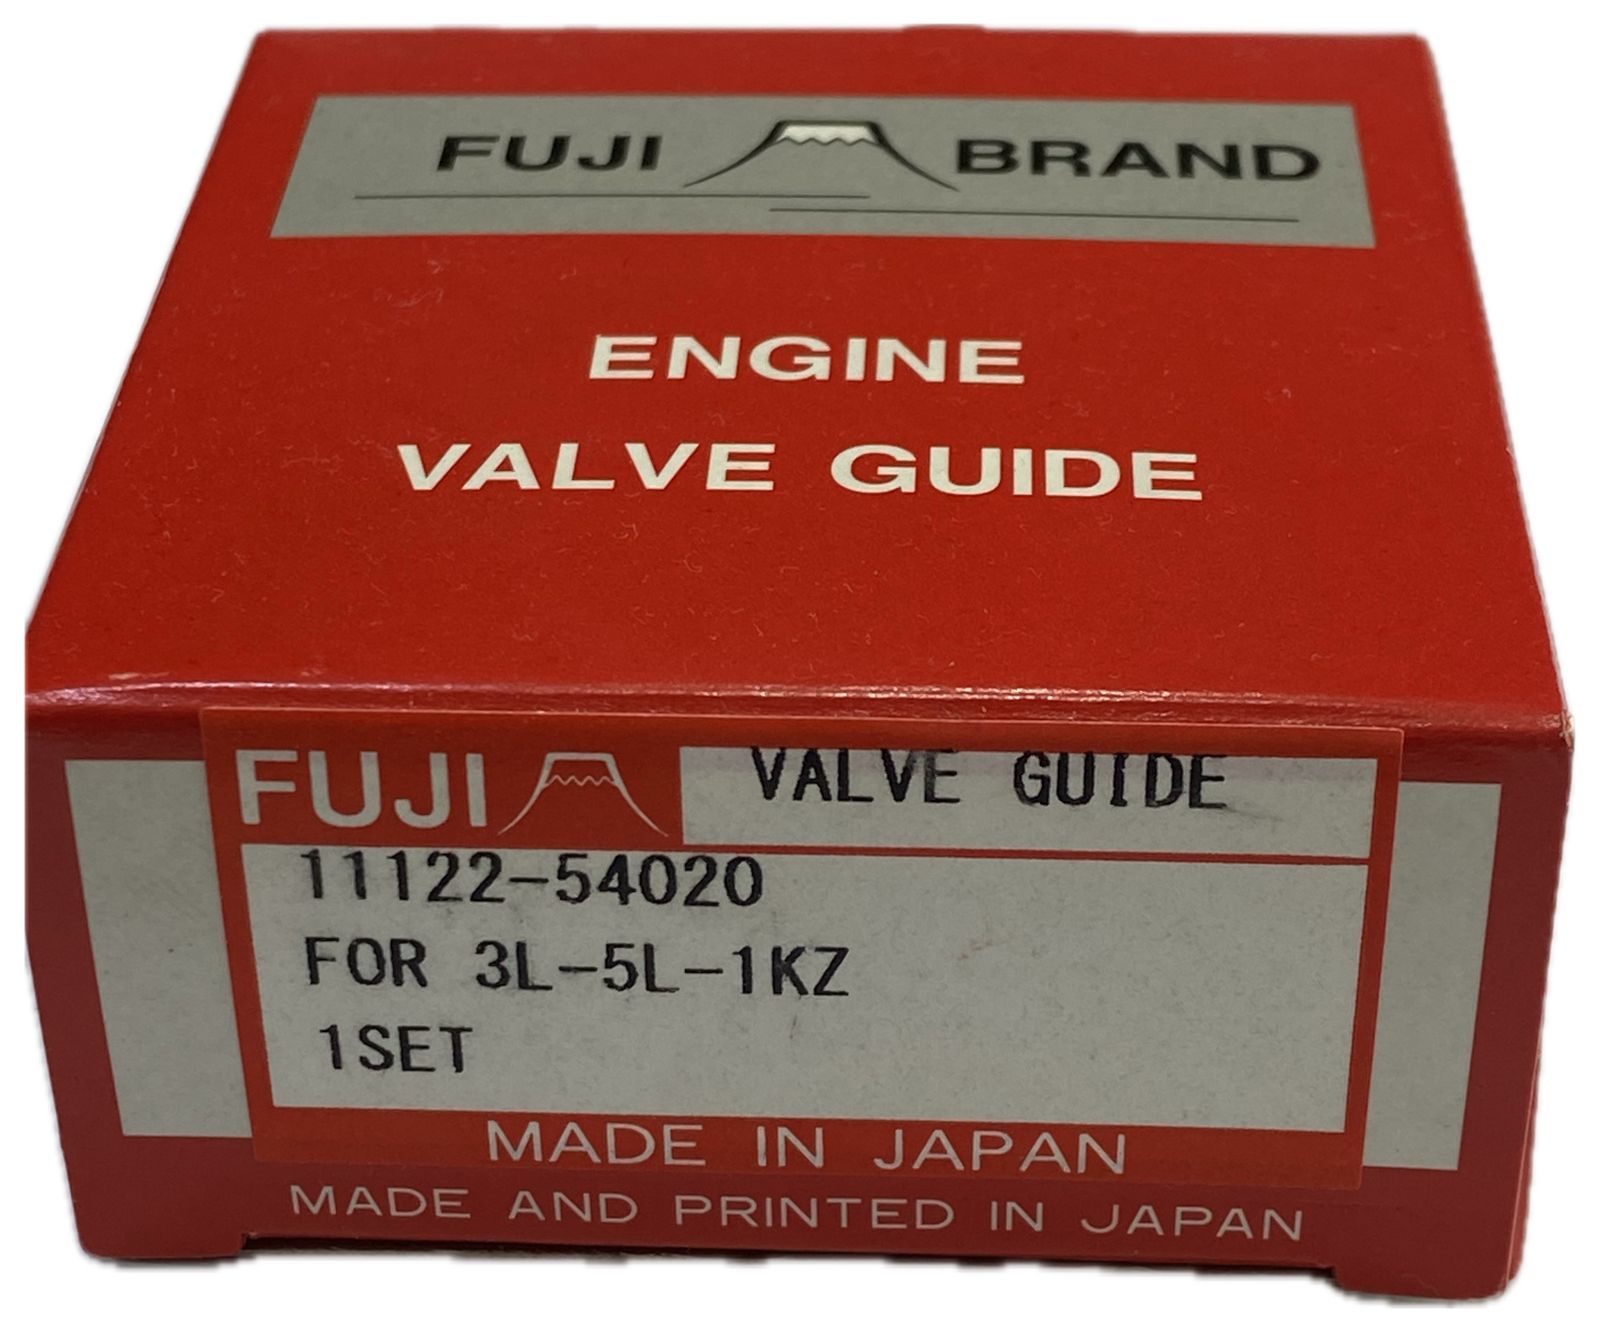 FUJI BRAND
ENGINE
VALVE GUIDE
FUJI VALVE GUIDE
11122-54020
FOR 3L-5L-1KZ
1SET
MADE IN JAPAN
MADE AND PRINTED IN JAPAN